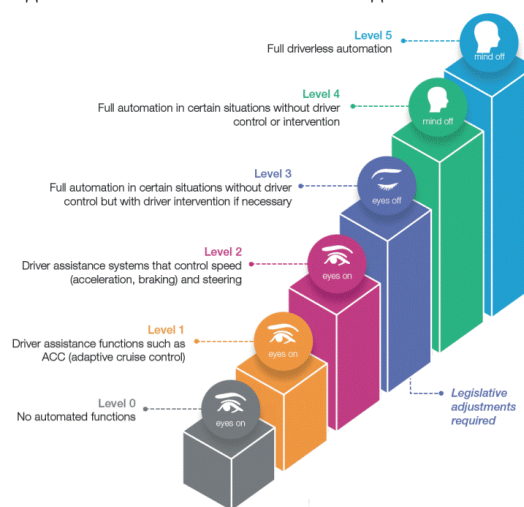 Level 5
Full driverless automation
mind off
Level 4
Full automation in certain situations without driver
control or intervention
mind off
Level 3
Full automation in certain situations without driver
control but with driver intervention if necessary
eyes off
Level 2
Driver assistance systems that control speed
(acceleration, braking) and steering
eyes on
Level 1
Driver assistance functions such as
ACC (adaptive cruise control)
eyes on
Level 0
No automated functions
eyes on
Legislative
adjustments
required